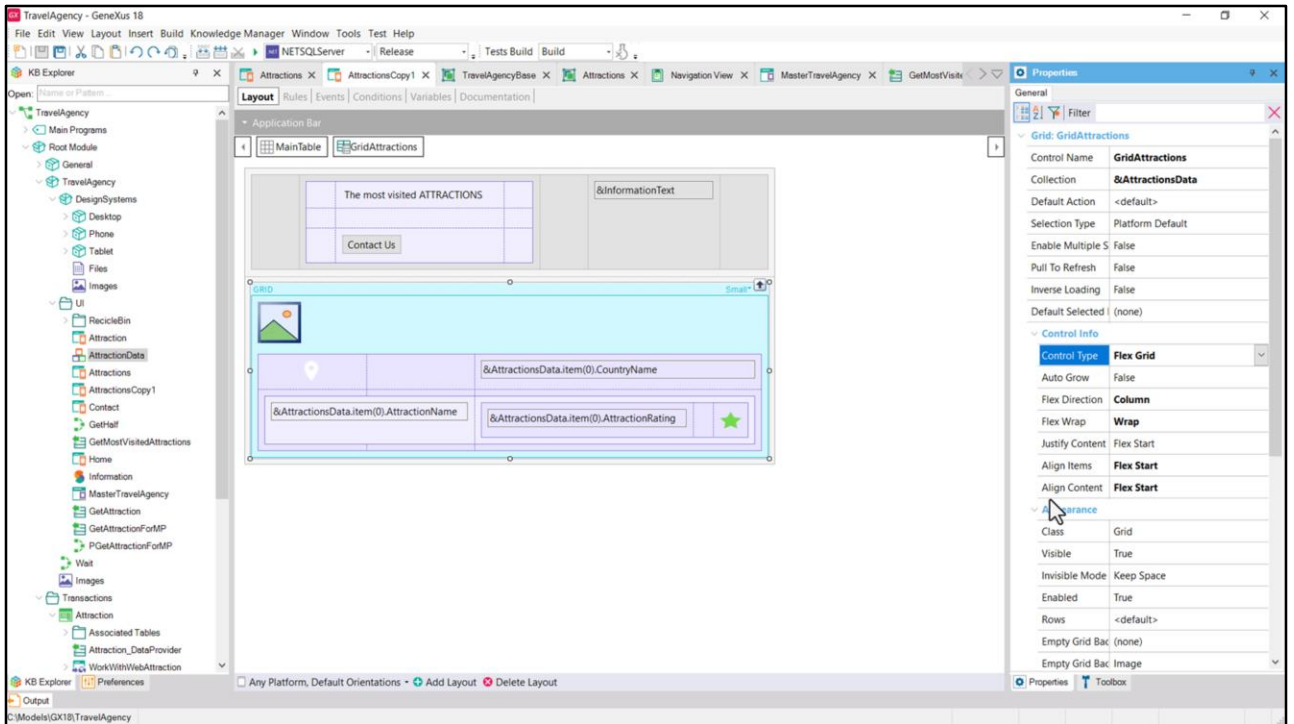 TravelAgency - GeneXus 18
File Edit View Layout Insert Build Knowledge Manager Window Tools Test Help
NETSQLServer Release Tests Build Build
KB Explorer
Open: Name or Pattern...
TravelAgency
Main Programs
Root Module
General
TravelAgency
DesignSystems
Desktop
Phone
Tablet
Files
Images
UI
RecicleBin
Attraction
AttractionData
Attractions
AttractionsCopy1
Contact
GetHalf
GetMostVisitedAttractions
Home
Information
MasterTravelAgency
GetAttraction
GetAttractionForMP
PGetAttractionForMP
Wait
Images
Transactions
Attraction
Associated Tables
Attraction_DataProvider
WorkWithWebAttraction
KB Explorer Preferences
Output
C:\Models\GX18\TravelAgency
Attractions X AttractionsCopy1 X TravelAgencyBase X Attractions X Navigation View X MasterTravelAgency X GetMostVisite
Layout Rules Events Conditions Variables Documentation
Application Bar
MainTable GridAttractions
The most visited ATTRACTIONS
&InformationText
Contact Us
GRID Small*
&AttractionsData.item(0).CountryName
&AttractionsData.item(0).AttractionName
&AttractionsData.item(0).AttractionRating
Any Platform, Default Orientations Add Layout Delete Layout
Properties
General
Filter
Grid: GridAttractions
Control Name GridAttractions
Collection &AttractionsData
Default Action <default>
Selection Type Platform Default
Enable Multiple S False
Pull To Refresh False
Inverse Loading False
Default Selected (none)
Control Info
Control Type Flex Grid
Auto Grow False
Flex Direction Column
Flex Wrap Wrap
Justify Content Flex Start
Align Items Flex Start
Align Content Flex Start
Appearance
Class Grid
Visible True
Invisible Mode Keep Space
Enabled True
Rows <default>
Empty Grid Bac (none)
Empty Grid Bac Image
Properties Toolbox